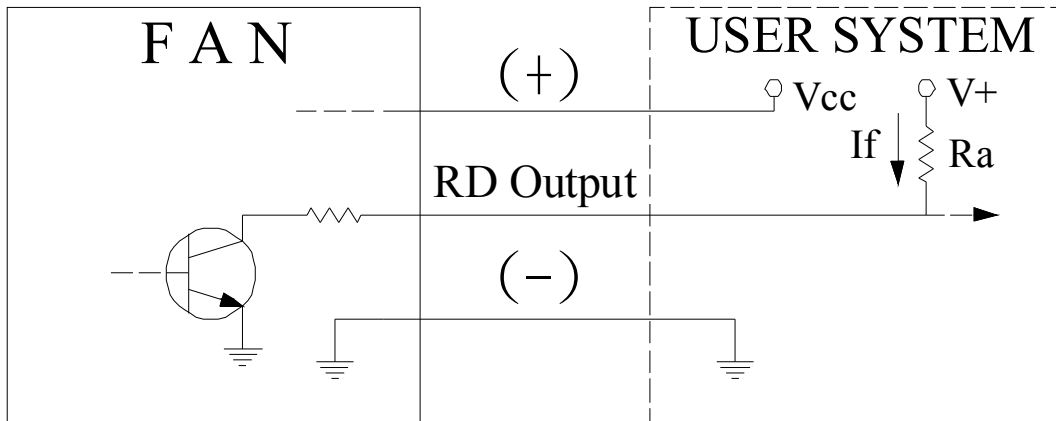 F A N
USER SYSTEM
(+)
Vcc
V+
If
Ra
RD Output
(-)